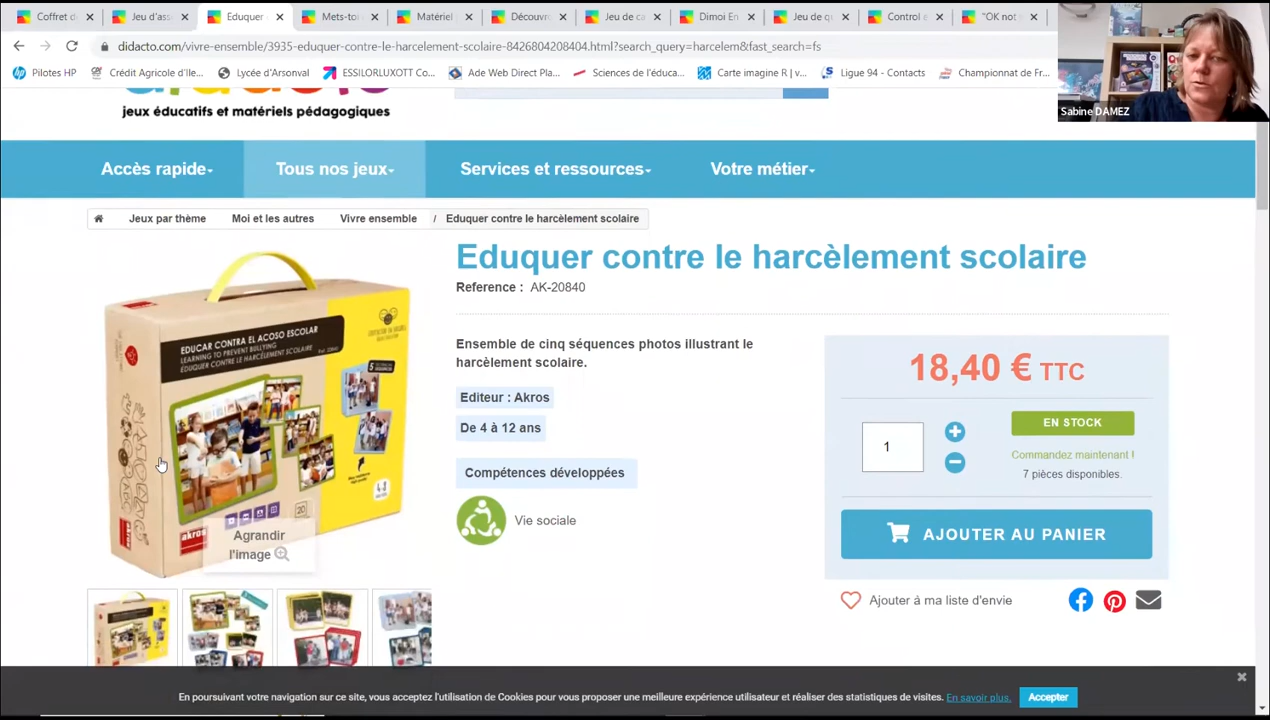 Coffret d
Jeu d'ass
Eduquer
Mets-toi
Matériel
Découvr
Jeu de ca
Dimoi En
Jeu de qu
Control e
"OK not
didacto.com/vivre-ensemble/3935-eduquer-contre-le-harcelement-scolaire-8426804208404.html?search_query=harcelem&fast_search=fs
Pilotes HP
Crédit Agricole d'Ile...
Lycée d'Arsonval
ESSILORLUXOTT Co...
Ade Web Direct Pla...
Sciences de l'éduca...
Carte imagine R | v...
Ligue 94 - Contacts
Championnat de Fr...
Sabine DAMEZ
jeux éducatifs et matériels pédagogiques
Accès rapide
Tous nos jeux
Services et ressources
Votre métier
Jeux par thème
Moi et les autres
Vivre ensemble
/ Eduquer contre le harcèlement scolaire
Eduquer contre le harcèlement scolaire
Reference : AK-20840
EDUCAR CONTRA EL ACOSO ESCOLAR
LEARNING TO PREVENT BULLYING
ÉDUQUER CONTRE LE HARCÈLEMENT SCOLAIRE
akros
Agrandir
l'image
Ensemble de cinq séquences photos illustrant le
harcèlement scolaire.
Editeur : Akros
De 4 à 12 ans
Compétences développées
Vie sociale
18,40 € TTC
1
EN STOCK
Commandez maintenant !
7 pièces disponibles.
AJOUTER AU PANIER
Ajouter à ma liste d'envie
En poursuivant votre navigation sur ce site, vous acceptez l'utilisation de Cookies pour vous proposer une meilleure expérience utilisateur et réaliser des statistiques de visites. En savoir plus.
Accepter